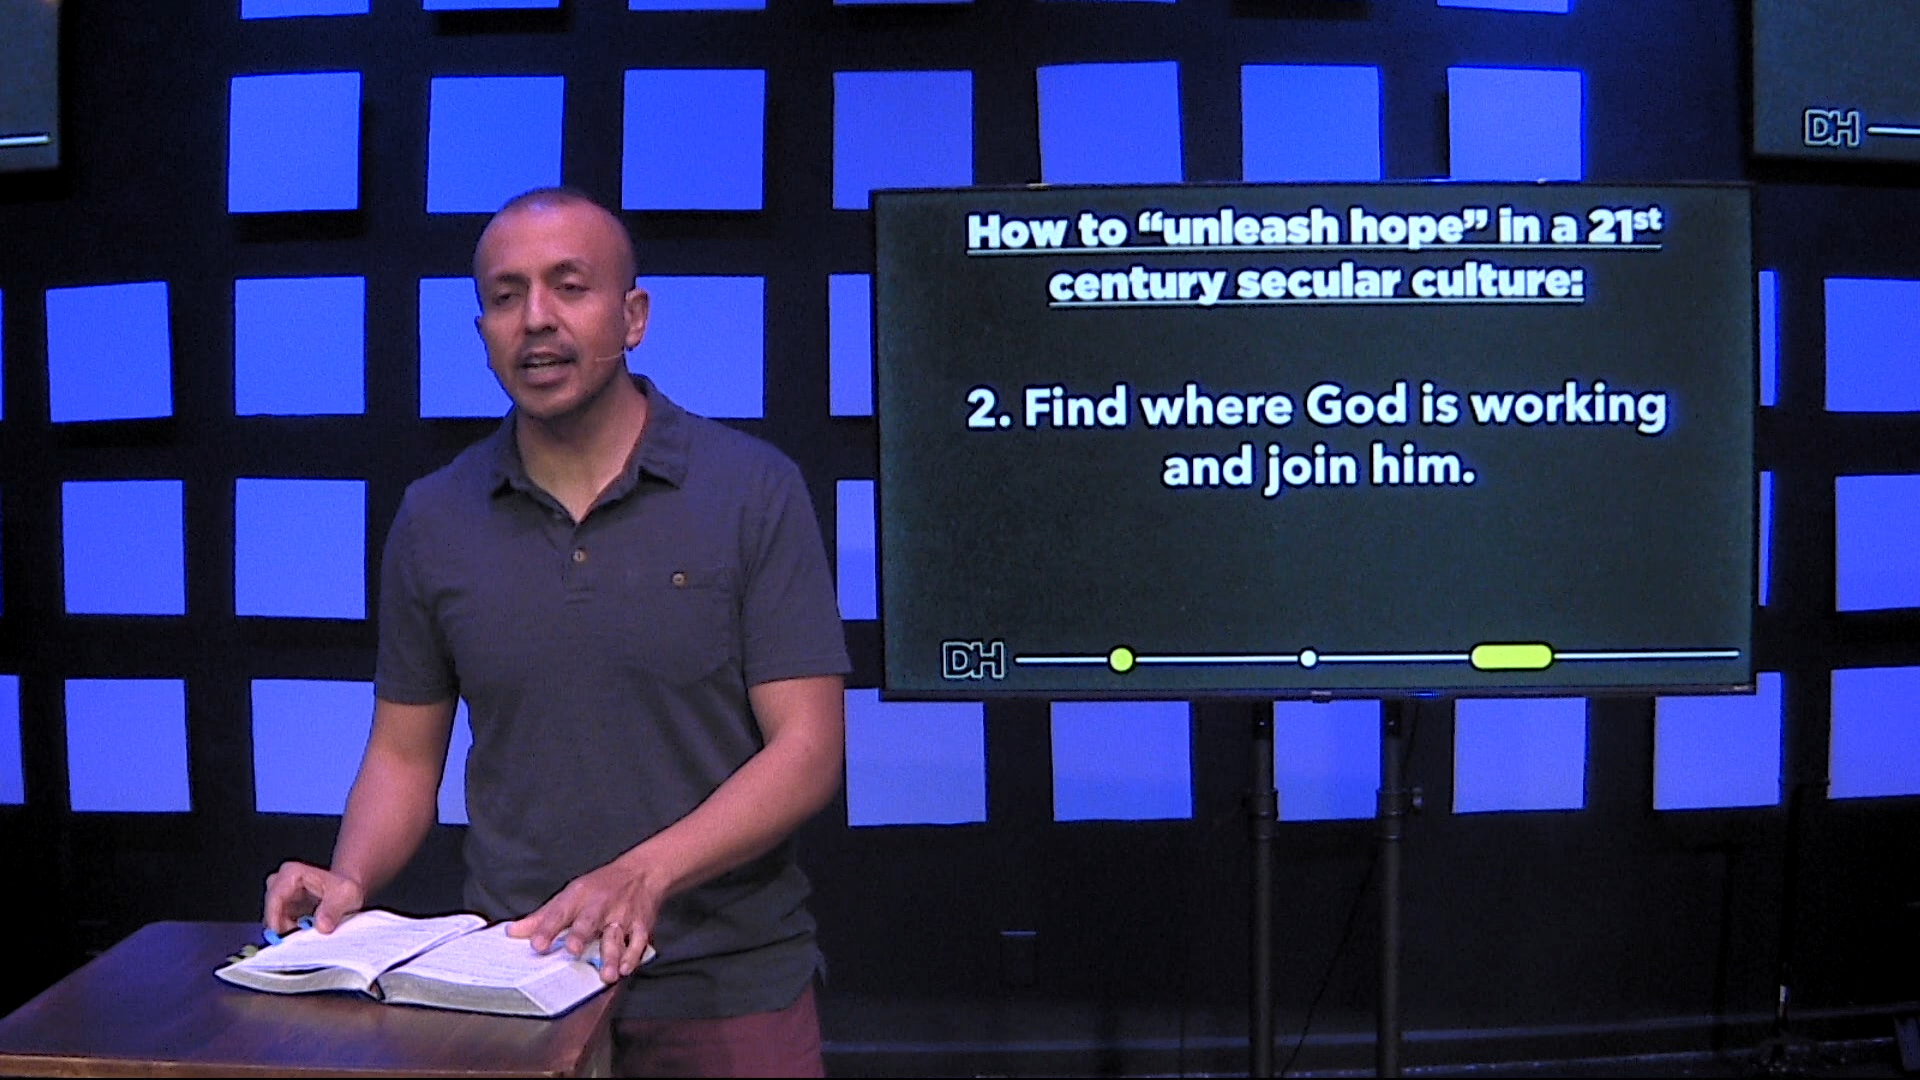 DH
How to “unleash hope” in a 21st
century secular culture:
2. Find where God is working
and join him.
DH